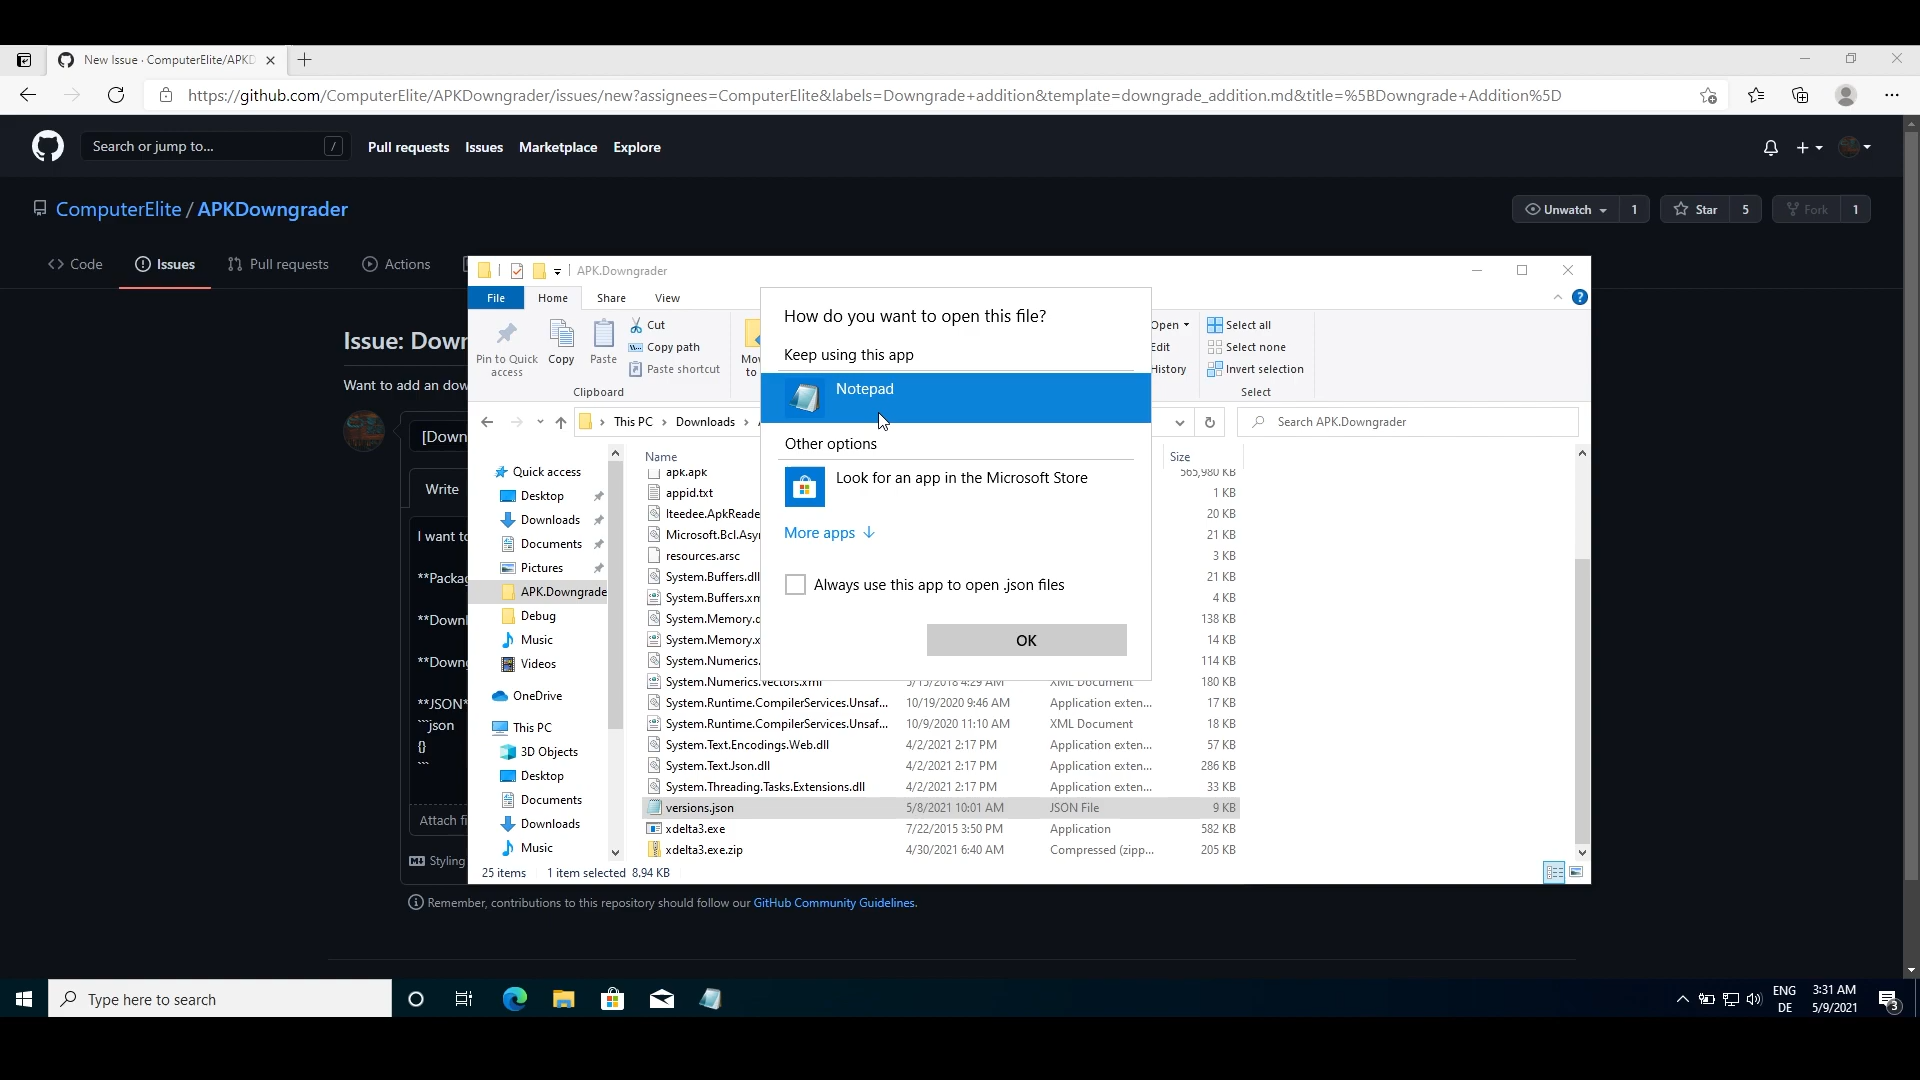 New Issue · ComputerElite/APKD
https://github.com/ComputerElite/APKDowngrader/issues/new?assignees=ComputerElite&labels=Downgrade+addition&template=downgrade_addition.md&title=%5BDowngrade+Addition%5D
Search or jump to... /
Pull requests Issues Marketplace Explore
ComputerElite / APKDowngrader
Unwatch 1 Star 5 Fork 1
Code Issues Pull requests Actions
APK.Downgrader
File Home Share View
Pin to Quick access
Copy
Paste
Cut
Copy path
Paste shortcut
Clipboard
Mov
to
Open
Edit
History
Select all
Select none
Invert selection
Select
Issue: Down
Want to add an dow
[Down
Write
I want to
**Packag
**Downl
**Downg
**JSON*
```json
{}
```
Attach fi
Styling
Remember, contributions to this repository should follow our GitHub Community Guidelines.
This PC Downloads
Search APK.Downgrader
Quick access
Desktop
Downloads
Documents
Pictures
APK.Downgrade
Debug
Music
Videos
OneDrive
This PC
3D Objects
Desktop
Documents
Downloads
Music
Name Size
apk.apk 565,980 KB
appid.txt 1 KB
Iteedee.ApkReade 20 KB
Microsoft.Bcl.Asyn 21 KB
resources.arsc 3 KB
System.Buffers.dll 21 KB
System.Buffers.xm 4 KB
System.Memory.d 138 KB
System.Memory.x 14 KB
System.Numerics. 114 KB
System.Numerics.Vectors.xml 5/15/2018 4:29 AM XML Document 180 KB
System.Runtime.CompilerServices.Unsaf... 10/19/2020 9:46 AM Application exten... 17 KB
System.Runtime.CompilerServices.Unsaf... 10/9/2020 11:10 AM XML Document 18 KB
System.Text.Encodings.Web.dll 4/2/2021 2:17 PM Application exten... 57 KB
System.Text.Json.dll 4/2/2021 2:17 PM Application exten... 286 KB
System.Threading.Tasks.Extensions.dll 4/2/2021 2:17 PM Application exten... 33 KB
versions.json 5/8/2021 10:01 AM JSON File 9 KB
xdelta3.exe 7/22/2015 3:50 PM Application 582 KB
xdelta3.exe.zip 4/30/2021 6:40 AM Compressed (zipp... 205 KB
25 items 1 item selected 8.94 KB
How do you want to open this file?
Keep using this app
Notepad
Other options
Look for an app in the Microsoft Store
More apps
Always use this app to open .json files
OK
Type here to search
ENG
DE
3:31 AM
5/9/2021
3